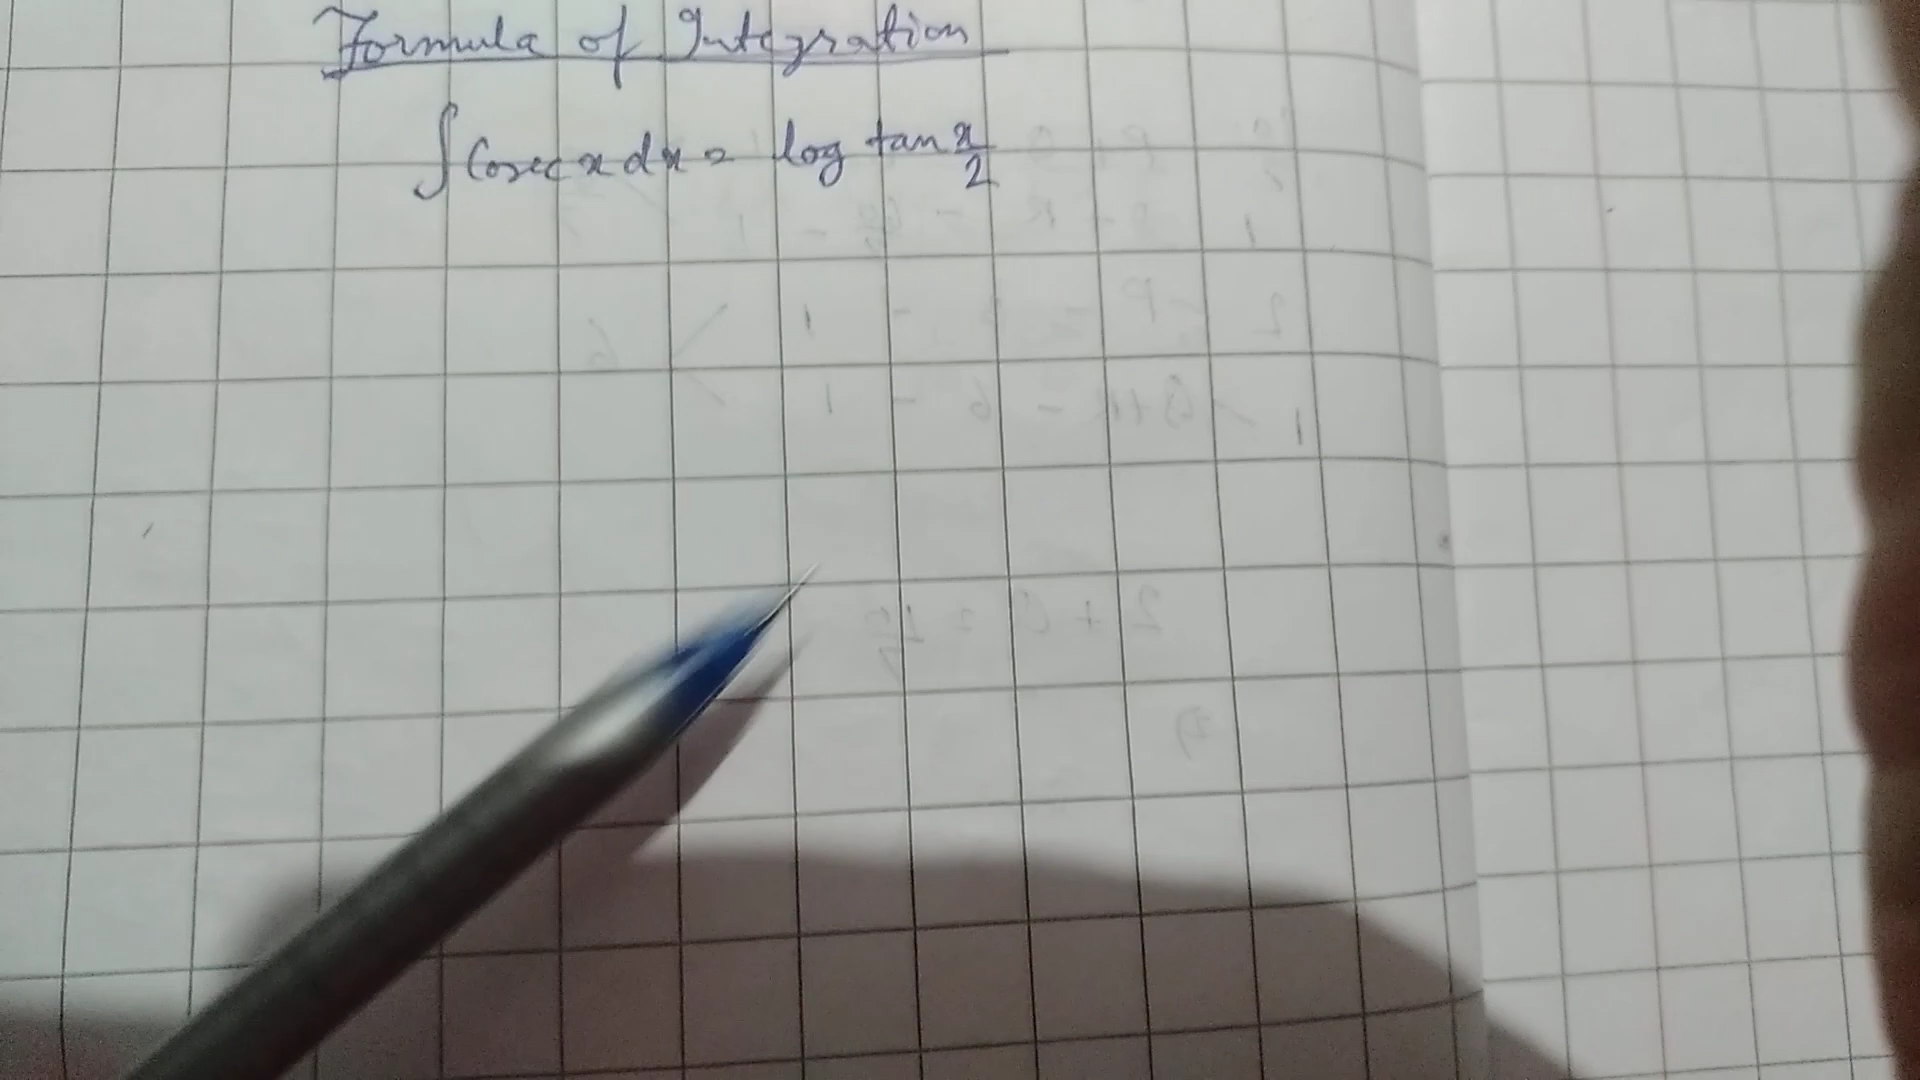 Formula of Integration
∫ Cosec x dx = log tan x/2